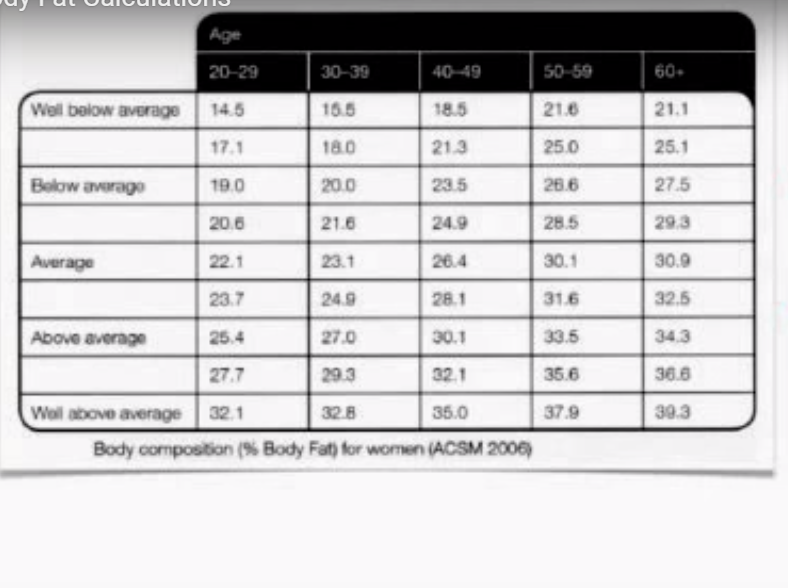 Body Fat Calculations
Age
20–29 30–39 40–49 50–59 60+
Well below average 14.5 15.5 18.5 21.6 21.1
17.1 18.0 21.3 25.0 25.1
Below average 19.0 20.0 23.5 26.6 27.5
20.6 21.6 24.9 28.5 29.3
Average 22.1 23.1 26.4 30.1 30.9
23.7 24.9 28.1 31.6 32.5
Above average 25.4 27.0 30.1 33.5 34.3
27.7 29.3 32.1 35.6 36.6
Well above average 32.1 32.8 35.0 37.9 39.3
Body composition (% Body Fat) for women (ACSM 2006)